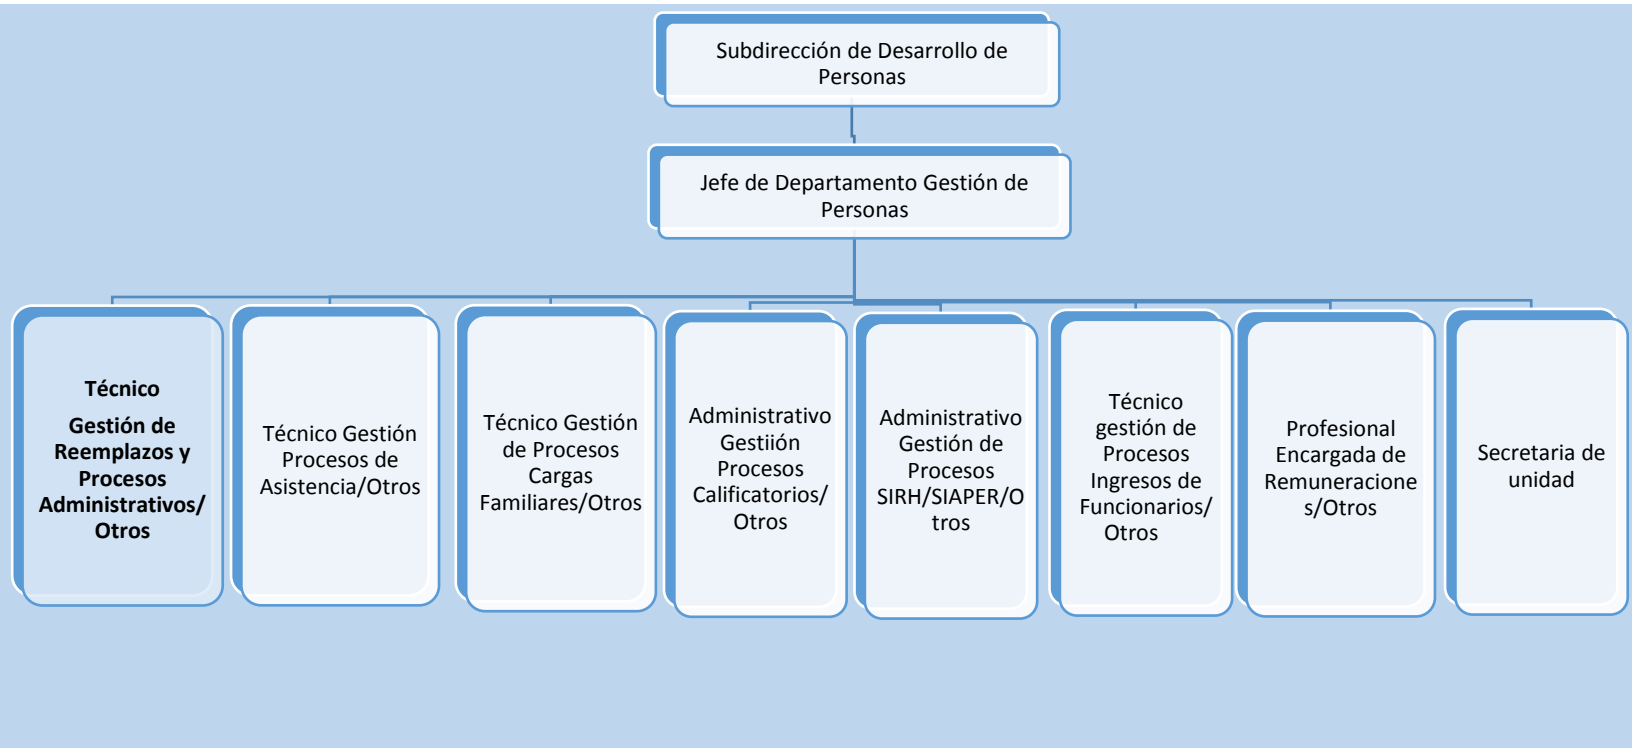 Subdirección de Desarrollo de
Personas
Jefe de Departamento Gestión de
Personas
Técnico
Gestión de
Reemplazos y
Procesos
Administrativos/
Otros
Técnico Gestión
Procesos de
Asistencia/Otros
Técnico Gestión
de Procesos
Cargas
Familiares/Otros
Administrativo
Gestiión
Procesos
Calificatorios/
Otros
Administrativo
Gestión de
Procesos
SIRH/SIAPER/O
tros
Técnico
gestión de
Procesos
Ingresos de
Funcionarios/
Otros
Profesional
Encargada de
Remuneracione
s/Otros
Secretaria de
unidad